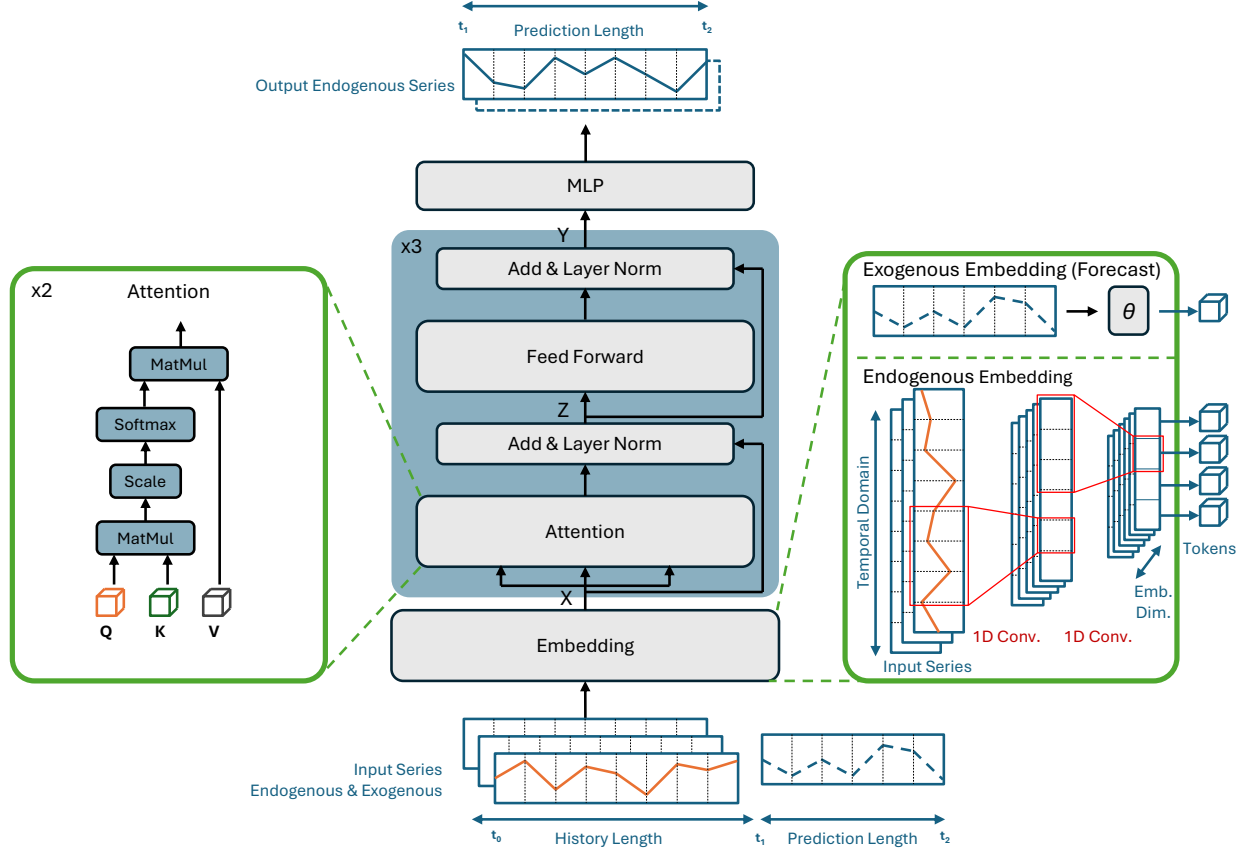 t₁ Prediction Length t₂
Output Endogenous Series
MLP
Y
x3
Add & Layer Norm
Feed Forward
Z
Add & Layer Norm
Attention
X
Embedding
x2 Attention
MatMul
Softmax
Scale
MatMul
Q K V
Exogenous Embedding (Forecast)
θ
Endogenous Embedding
Temporal Domain
Input Series
1D Conv. 1D Conv.
Emb.
Dim.
Tokens
Input Series
Endogenous & Exogenous
t₀ History Length t₁ Prediction Length t₂